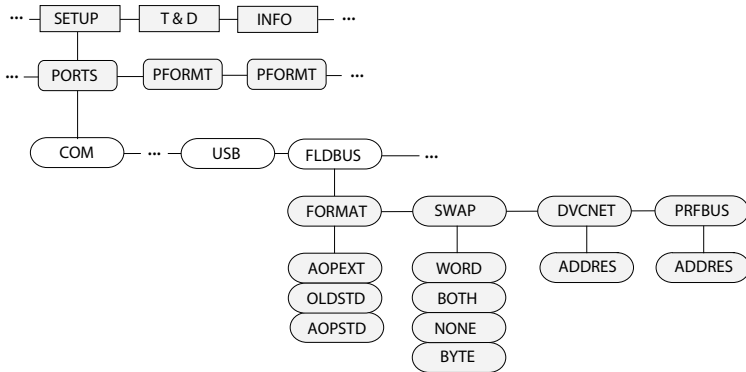 ... SETUP T & D INFO ...
... PORTS PFORMT PFORMT ...
COM ... USB FLDBUS ...
FORMAT SWAP DVCNET PRFBUS
AOPEXT WORD ADDRES ADDRES
OLDSTD BOTH
AOPSTD NONE
BYTE